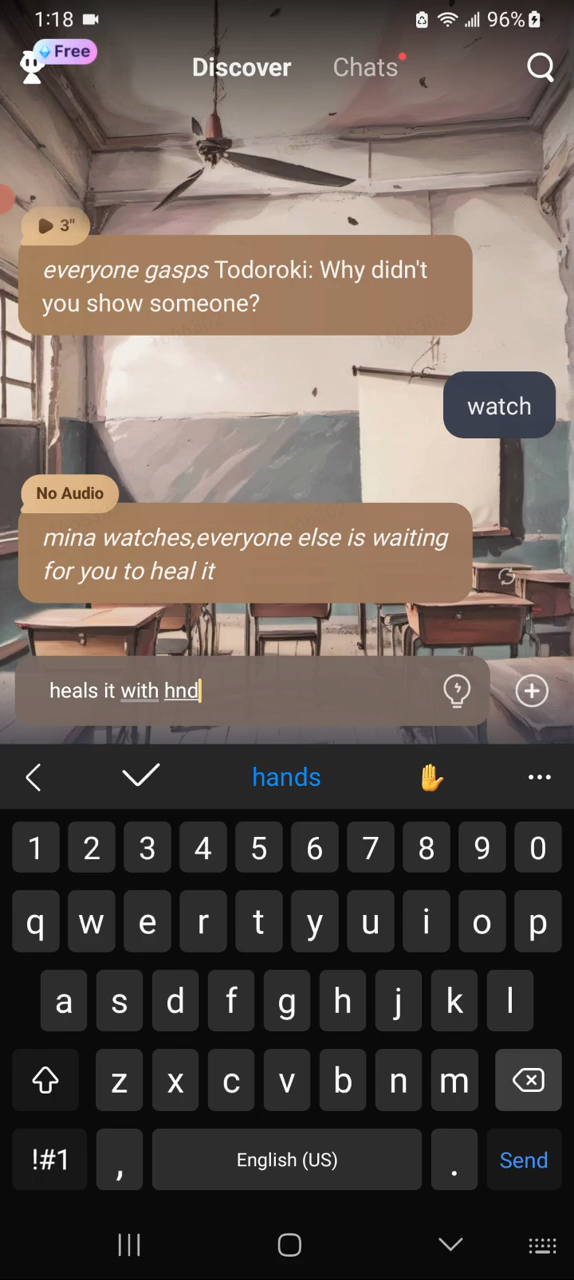 1:18
96%
Free
Discover
Chats
3"
everyone gasps Todoroki: Why didn't
you show someone?
watch
No Audio
mina watches,everyone else is waiting
for you to heal it
heals it with hnd
hands
1 2 3 4 5 6 7 8 9 0
q w e r t y u i o p
a s d f g h j k l
z x c v b n m
!#1 , English (US) . Send